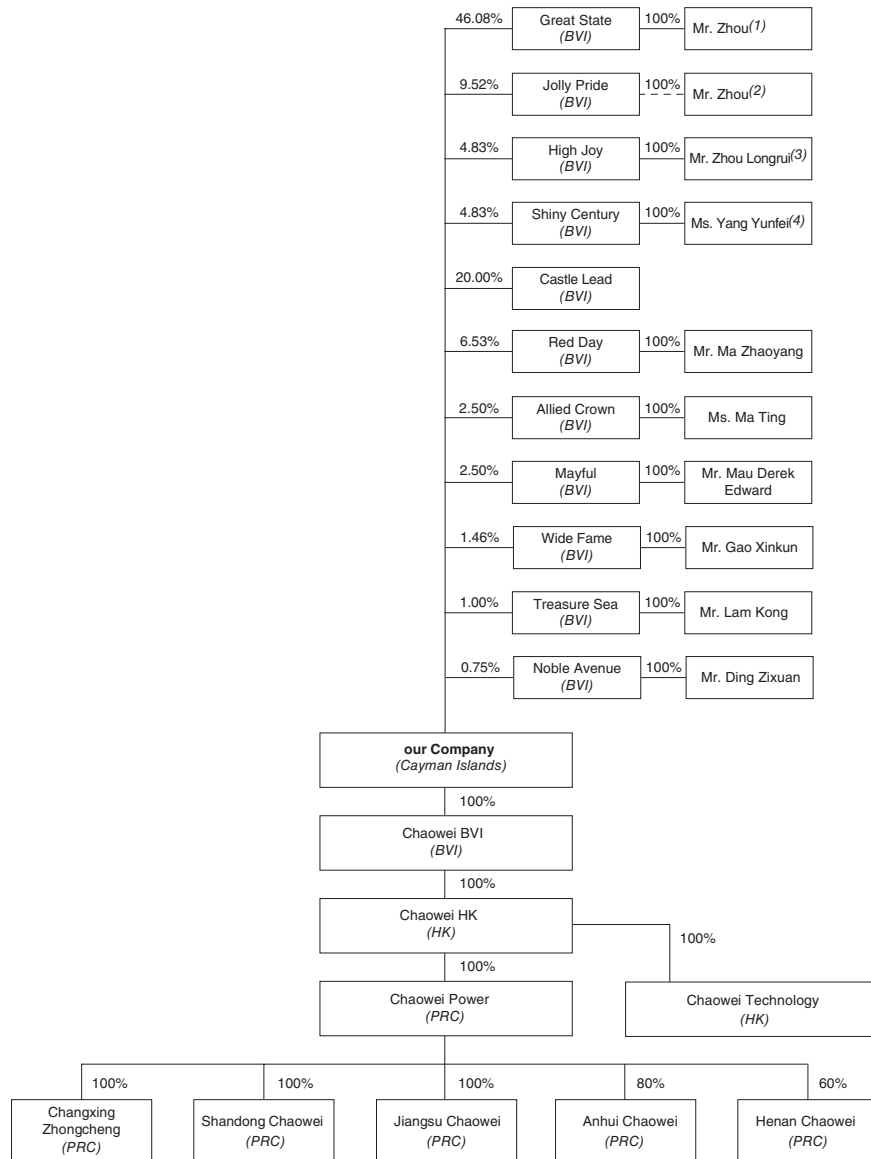 46.08%
Great State
(BVI)
100%
Mr. Zhou(1)
9.52%
Jolly Pride
(BVI)
100%
Mr. Zhou(2)
4.83%
High Joy
(BVI)
100%
Mr. Zhou Longrui(3)
4.83%
Shiny Century
(BVI)
100%
Ms. Yang Yunfei(4)
20.00%
Castle Lead
(BVI)
6.53%
Red Day
(BVI)
100%
Mr. Ma Zhaoyang
2.50%
Allied Crown
(BVI)
100%
Ms. Ma Ting
2.50%
Mayful
(BVI)
100%
Mr. Mau Derek
Edward
1.46%
Wide Fame
(BVI)
100%
Mr. Gao Xinkun
1.00%
Treasure Sea
(BVI)
100%
Mr. Lam Kong
0.75%
Noble Avenue
(BVI)
100%
Mr. Ding Zixuan
our Company
(Cayman Islands)
100%
Chaowei BVI
(BVI)
100%
Chaowei HK
(HK)
100%
100%
Chaowei Power
(PRC)
Chaowei Technology
(HK)
100%
Changxing
Zhongcheng
(PRC)
100%
Shandong Chaowei
(PRC)
100%
Jiangsu Chaowei
(PRC)
80%
Anhui Chaowei
(PRC)
60%
Henan Chaowei
(PRC)